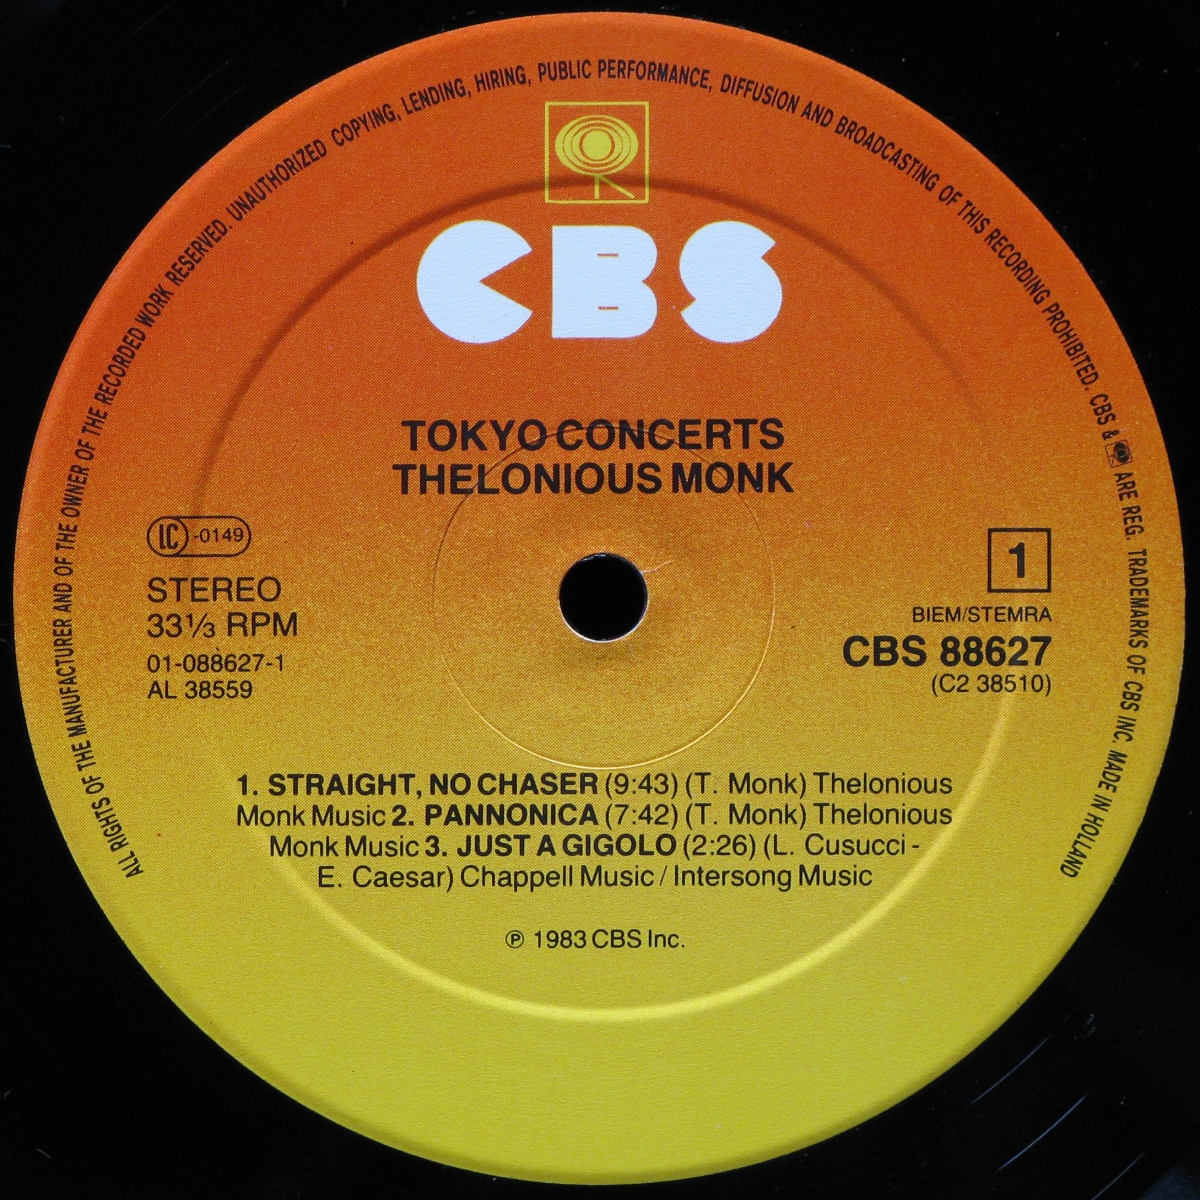 ALL RIGHTS OF THE MANUFACTURER AND OF THE OWNER OF THE RECORDED WORK RESERVED. UNAUTHORIZED COPYING, LENDING, HIRING, PUBLIC PERFORMANCE, DIFFUSION AND BROADCASTING OF THIS RECORDING PROHIBITED. CBS & ARE REG. TRADEMARKS OF CBS INC. MADE IN HOLLAND
CBS
TOKYO CONCERTS
THELONIOUS MONK
LC -0149
STEREO
33⅓ RPM
01-088627-1
AL 38559
1
BIEM/STEMRA
CBS 88627
(C2 38510)
1. STRAIGHT, NO CHASER (9:43) (T. Monk) Thelonious
Monk Music 2. PANNONICA (7:42) (T. Monk) Thelonious
Monk Music 3. JUST A GIGOLO (2:26) (L. Cusucci -
E. Caesar) Chappell Music / Intersong Music
℗ 1983 CBS Inc.